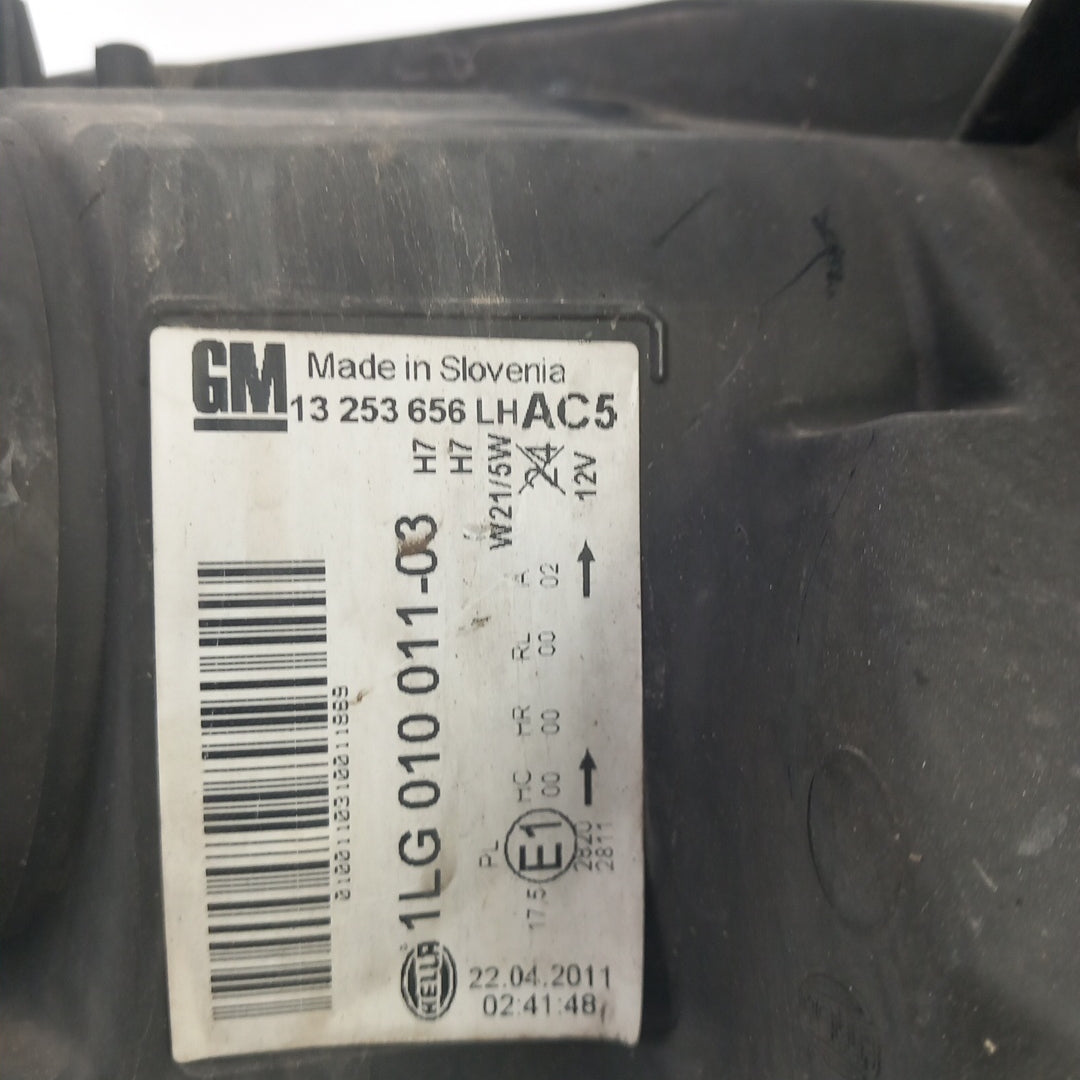 GM Made in Slovenia
13 253 656 LH AC5
H7
H7
W21/5W
24
12V
1LG 010 011-03
0100110310011869
A
02
RL
00
HR
00
HC
00
PL
E1
17,5
2820
2811
HELLA
22.04.2011
02:41:48